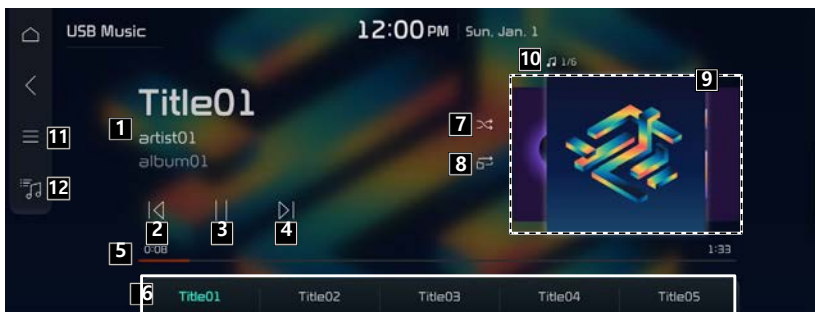 USB Music
12:00 PM Sun, Jan. 1
10 1/6
9
Title01
7
1 artist01
11
album01
8
12
2 3 4
5 0:08 1:33
6 Title01 Title02 Title03 Title04 Title05